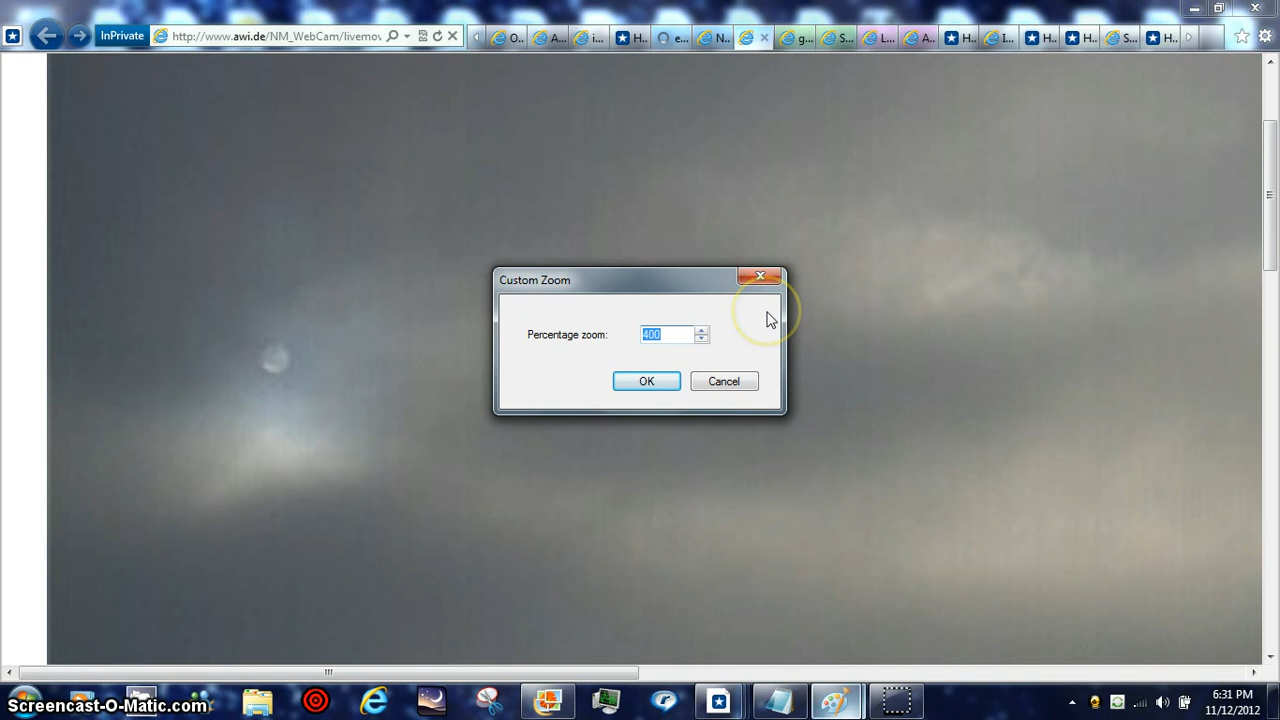 InPrivate
http://www.awi.de/NM_WebCam/livemov
O..
A...
i...
H..
e...
N..
g...
S..
L..
A..
H..
I..
H..
H..
S..
H..
Custom Zoom
Percentage zoom:
400
OK
Cancel
6:31 PM
11/12/2012
Screencast-O-Matic.com